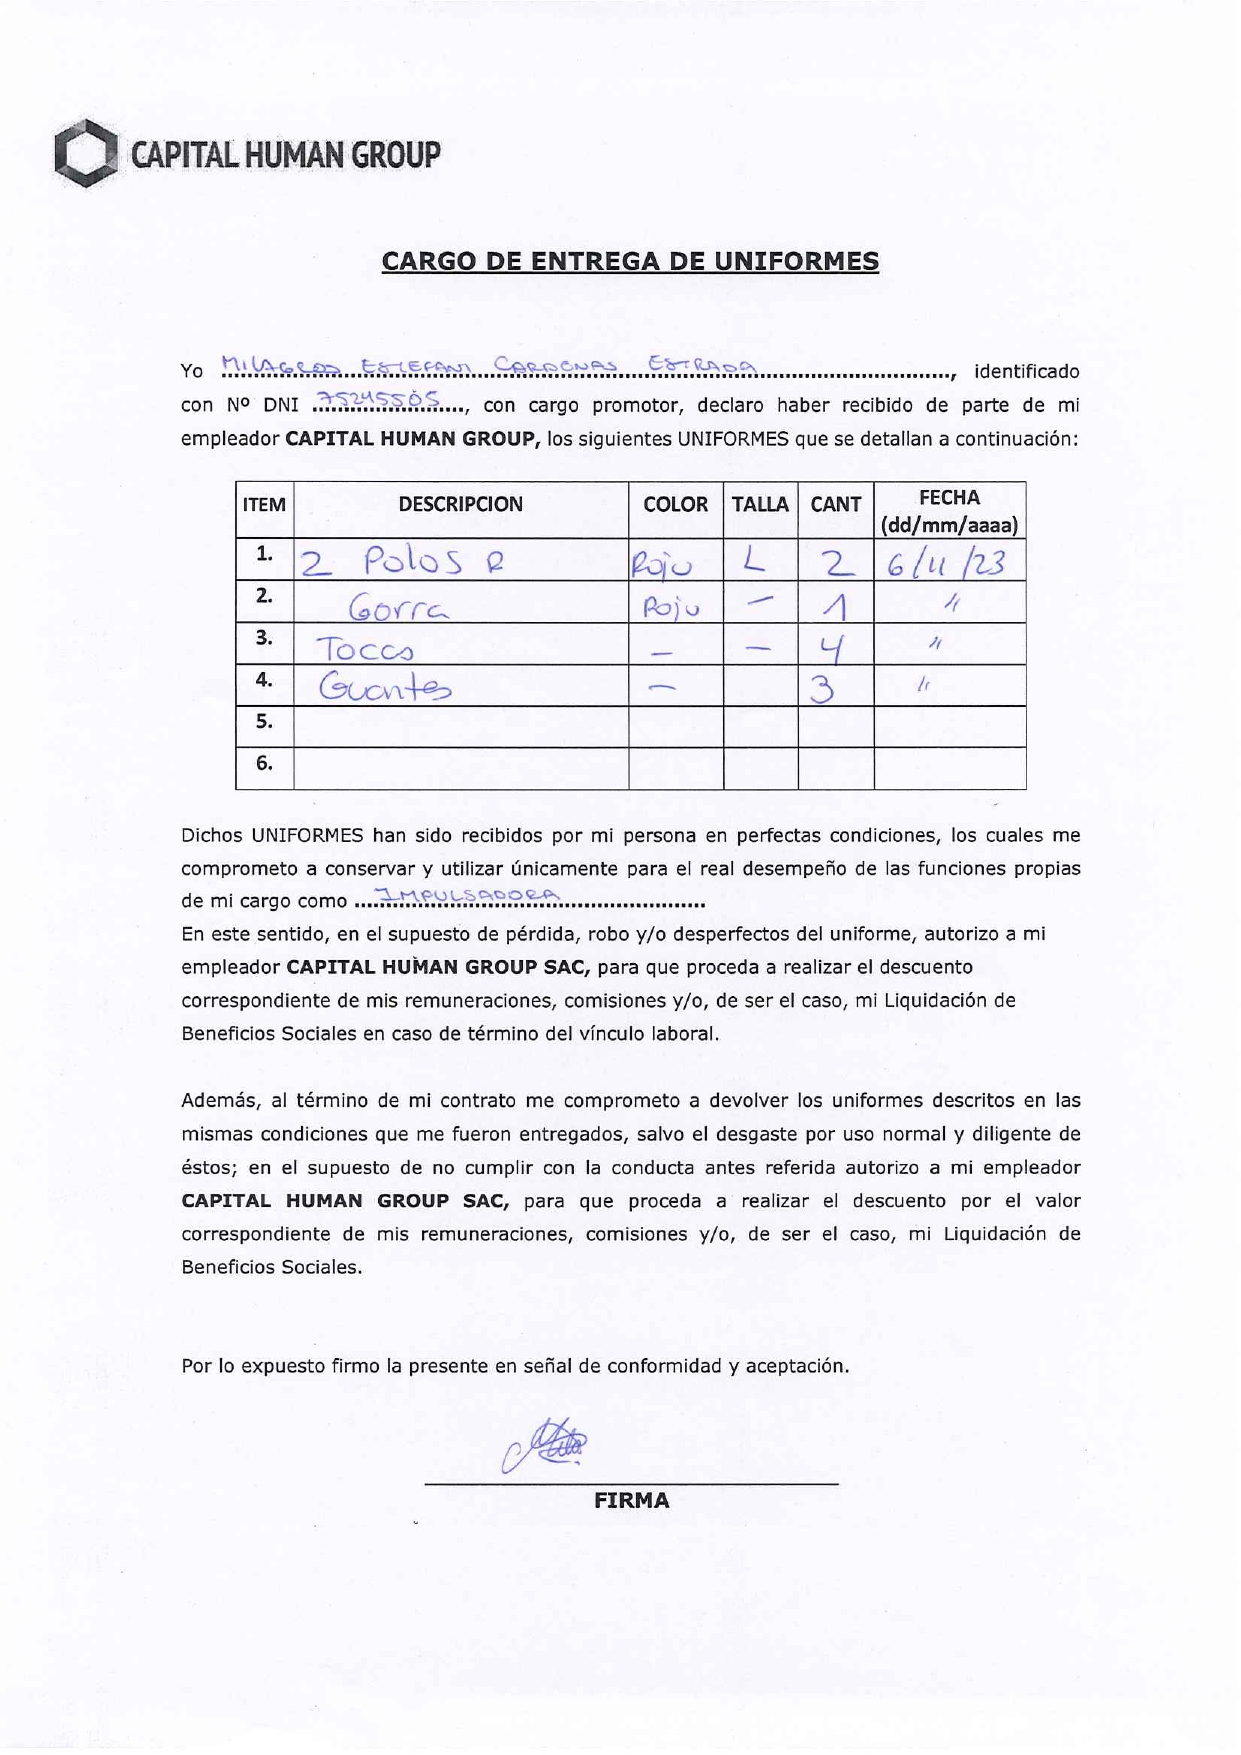 CAPITAL HUMAN GROUP
CARGO DE ENTREGA DE UNIFORMES
Yo MILAGROS ESTEFANI CARDENAS ESTRADA, identificado
con Nº DNI 75245505, con cargo promotor, declaro haber recibido de parte de mi
empleador CAPITAL HUMAN GROUP, los siguientes UNIFORMES que se detallan a continuación:
ITEM DESCRIPCION COLOR TALLA CANT FECHA (dd/mm/aaaa)
1. 2 Polos R Rojo L 2 6/11/23
2. Gorra Rojo - 1 "
3. Tocas - - 4 "
4. Guantes - 3 "
5.
6.
Dichos UNIFORMES han sido recibidos por mi persona en perfectas condiciones, los cuales me
comprometo a conservar y utilizar únicamente para el real desempeño de las funciones propias
de mi cargo como IMPULSADORA
En este sentido, en el supuesto de pérdida, robo y/o desperfectos del uniforme, autorizo a mi
empleador CAPITAL HUMAN GROUP SAC, para que proceda a realizar el descuento
correspondiente de mis remuneraciones, comisiones y/o, de ser el caso, mi Liquidación de
Beneficios Sociales en caso de término del vínculo laboral.
Además, al término de mi contrato me comprometo a devolver los uniformes descritos en las
mismas condiciones que me fueron entregados, salvo el desgaste por uso normal y diligente de
éstos; en el supuesto de no cumplir con la conducta antes referida autorizo a mi empleador
CAPITAL HUMAN GROUP SAC, para que proceda a realizar el descuento por el valor
correspondiente de mis remuneraciones, comisiones y/o, de ser el caso, mi Liquidación de
Beneficios Sociales.
Por lo expuesto firmo la presente en señal de conformidad y aceptación.
FIRMA